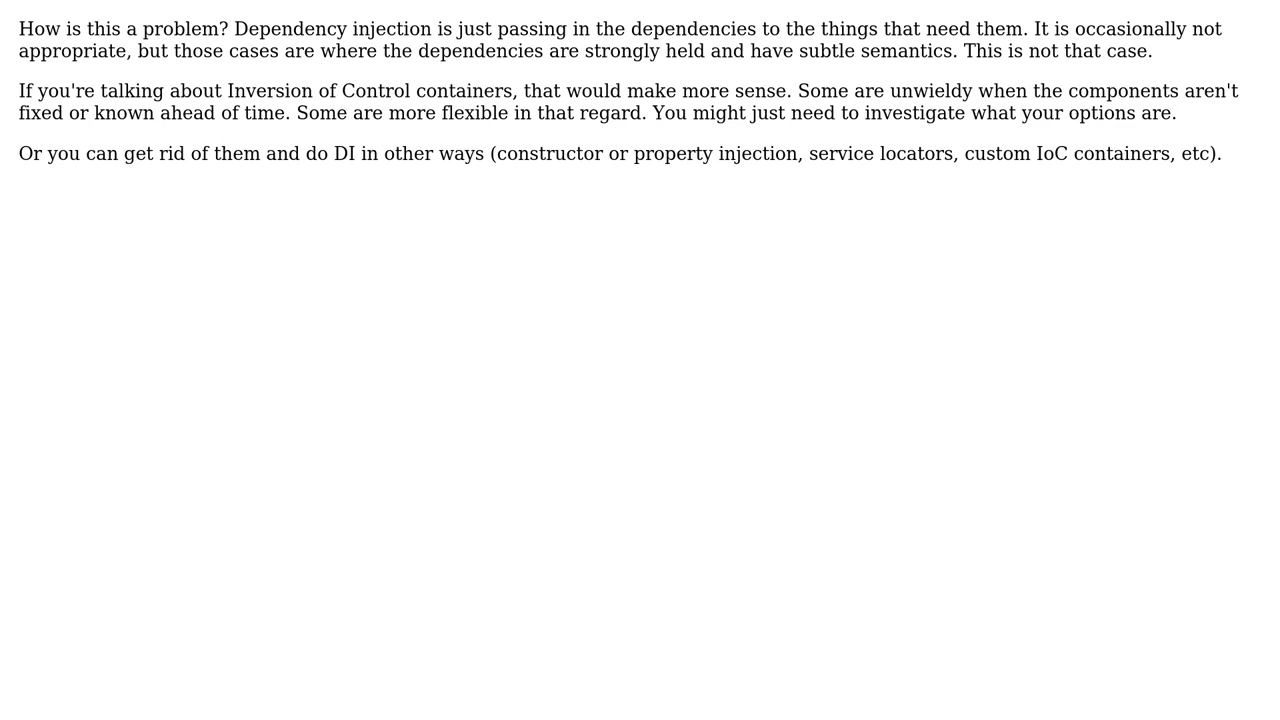 How is this a problem? Dependency injection is just passing in the dependencies to the things that need them. It is occasionally not
appropriate, but those cases are where the dependencies are strongly held and have subtle semantics. This is not that case.
If you're talking about Inversion of Control containers, that would make more sense. Some are unwieldy when the components aren't
fixed or known ahead of time. Some are more flexible in that regard. You might just need to investigate what your options are.
Or you can get rid of them and do DI in other ways (constructor or property injection, service locators, custom IoC containers, etc).